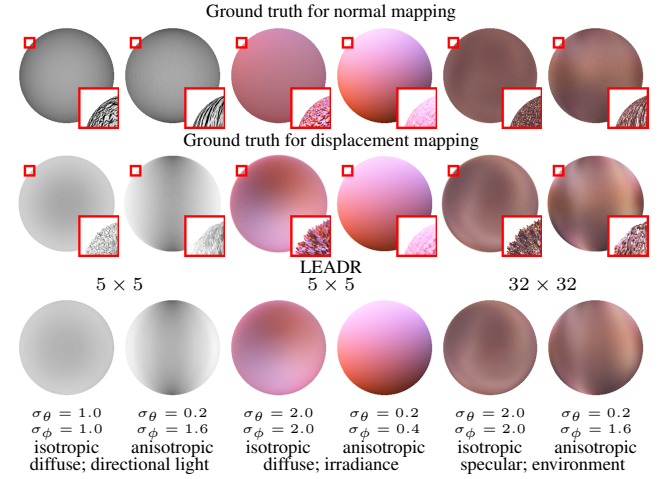 Ground truth for normal mapping
Ground truth for displacement mapping
LEADR
5 × 5 5 × 5 32 × 32
σθ = 1.0 σθ = 0.2 σθ = 2.0 σθ = 0.2 σθ = 2.0 σθ = 0.2
σϕ = 1.0 σϕ = 1.6 σϕ = 2.0 σϕ = 0.4 σϕ = 2.0 σϕ = 1.6
isotropic anisotropic isotropic anisotropic isotropic anisotropic
diffuse; directional light diffuse; irradiance specular; environment